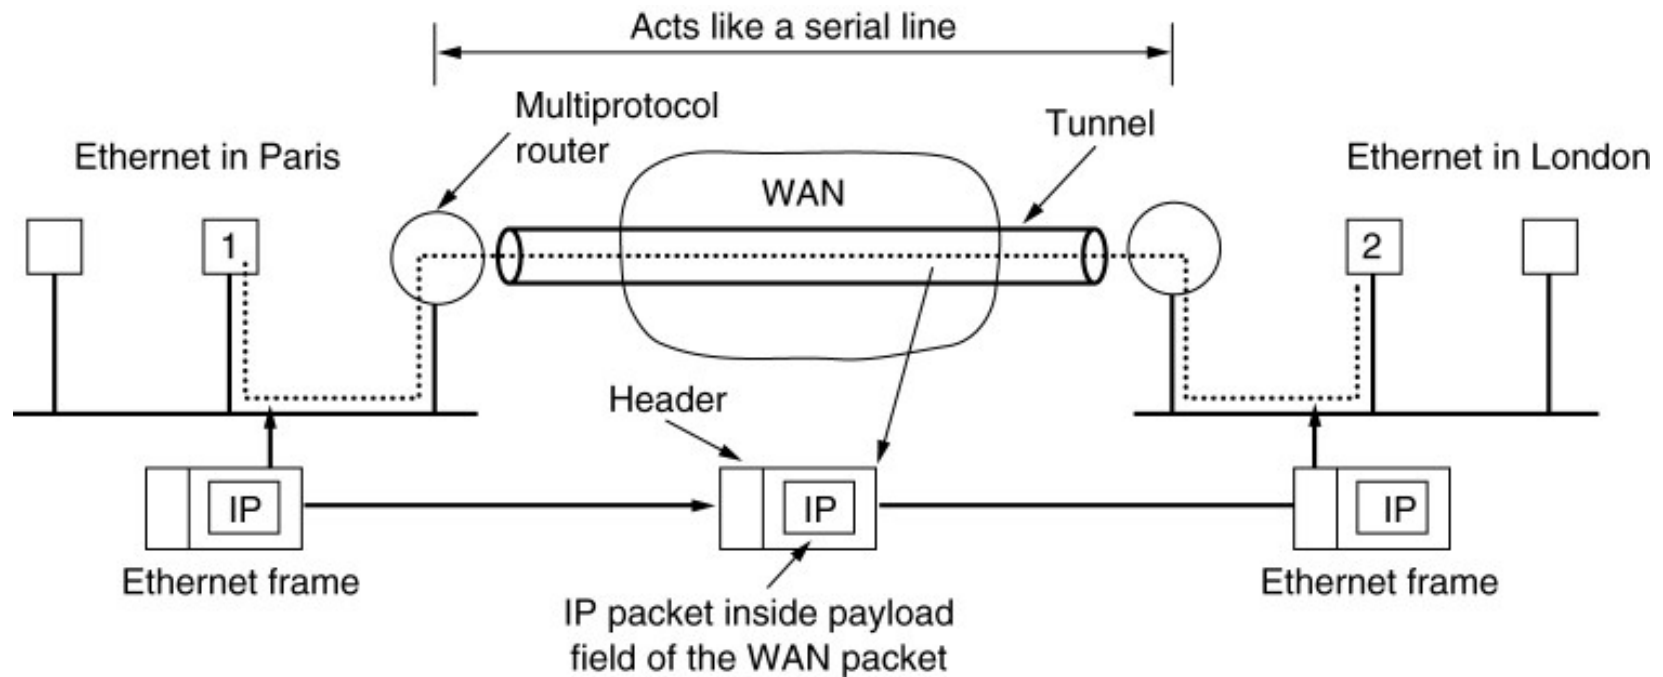 Acts like a serial line
Multiprotocol
router
Tunnel
Ethernet in Paris
Ethernet in London
WAN
1
2
Header
IP
IP
IP
Ethernet frame
Ethernet frame
IP packet inside payload
field of the WAN packet